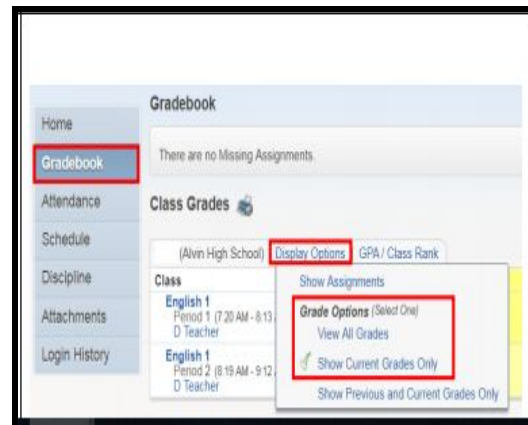 Gradebook
Home
Gradebook
Attendance
Schedule
Discipline
Attachments
Login History
There are no Missing Assignments
Class Grades
(Alvin High School) Display Options GPA / Class Rank
Class
English 1
Period 1 (7:20 AM - 8:13
D Teacher
English 1
Period 2 (8:19 AM - 9:12
D Teacher
Show Assignments
Grade Options (Select One)
View All Grades
Show Current Grades Only
Show Previous and Current Grades Only